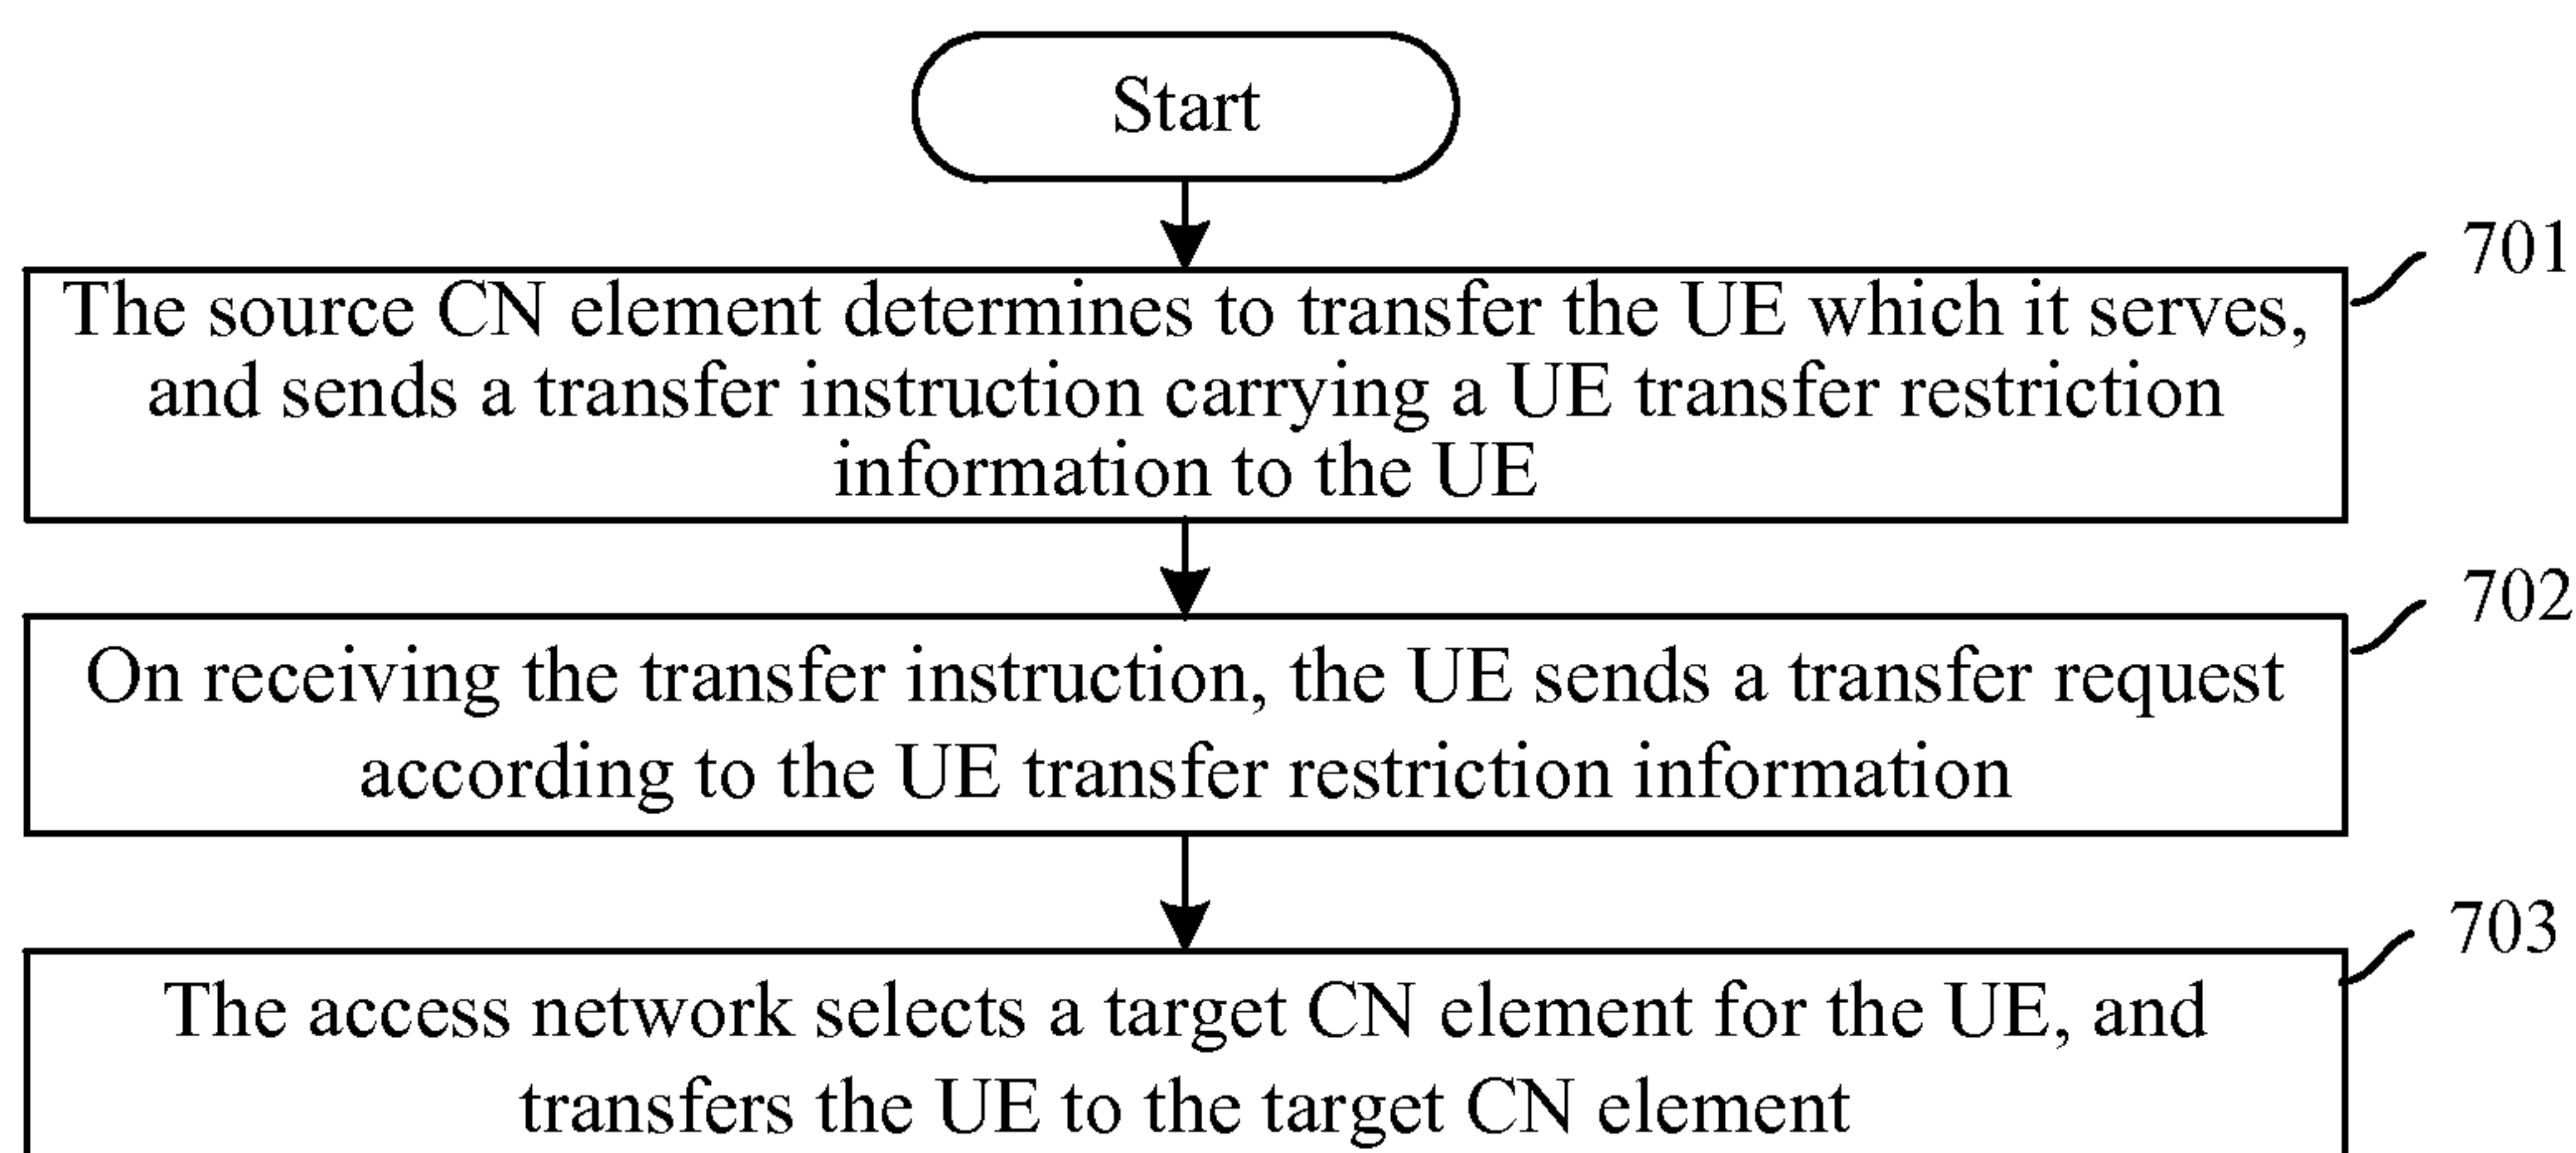 Start
701
The source CN element determines to transfer the UE which it serves,
and sends a transfer instruction carrying a UE transfer restriction
information to the UE
702
On receiving the transfer instruction, the UE sends a transfer request
according to the UE transfer restriction information
703
The access network selects a target CN element for the UE, and
transfers the UE to the target CN element